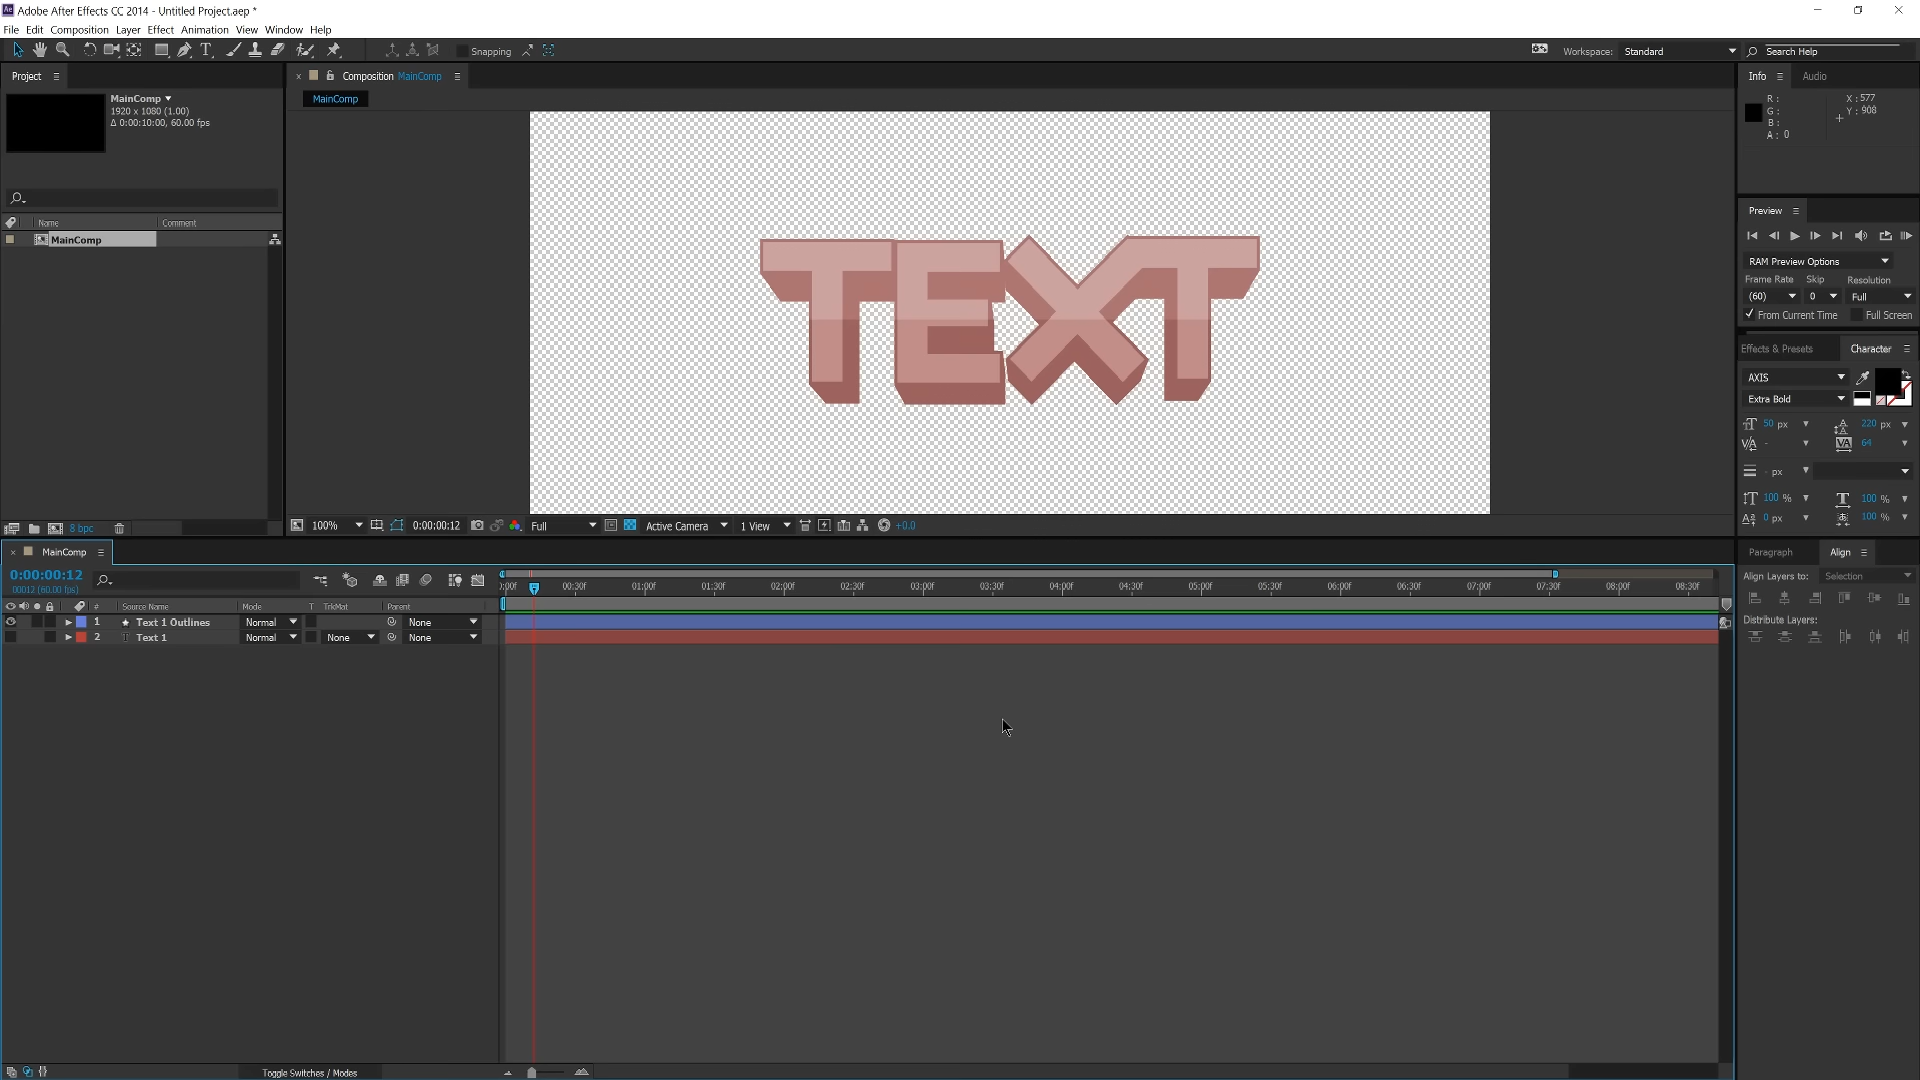 Adobe After Effects CC 2014 - Untitled Project.aep *
File Edit Composition Layer Effect Animation View Window Help
Snapping
Workspace: Standard
Search Help
Project
Composition MainComp
Info Audio
MainComp
1920 x 1080 (1.00)
Δ 0:00:10:00, 60.00 fps
MainComp
R :
G :
B :
A : 0
X : 577
Y : 908
Name Comment
MainComp
TEXT
Preview
RAM Preview Options
Frame Rate Skip Resolution
(60) 0 Full
From Current Time Full Screen
Effects & Presets Character
AXIS
Extra Bold
50 px 220 px
- 64
- px
100 % 100 %
0 px 100 %
8 bpc
100% 0:00:00:12 Full Active Camera 1 View +0.0
MainComp
Paragraph Align
0:00:00:12
00012 (60.00 fps)
Align Layers to: Selection
:00f 00:30f 01:00f 01:30f 02:00f 02:30f 03:00f 03:30f 04:00f 04:30f 05:00f 05:30f 06:00f 06:30f 07:00f 07:30f 08:00f 08:30f
# Source Name Mode T TrkMat Parent
1 Text 1 Outlines Normal None
2 Text 1 Normal None None
Distribute Layers:
Toggle Switches / Modes